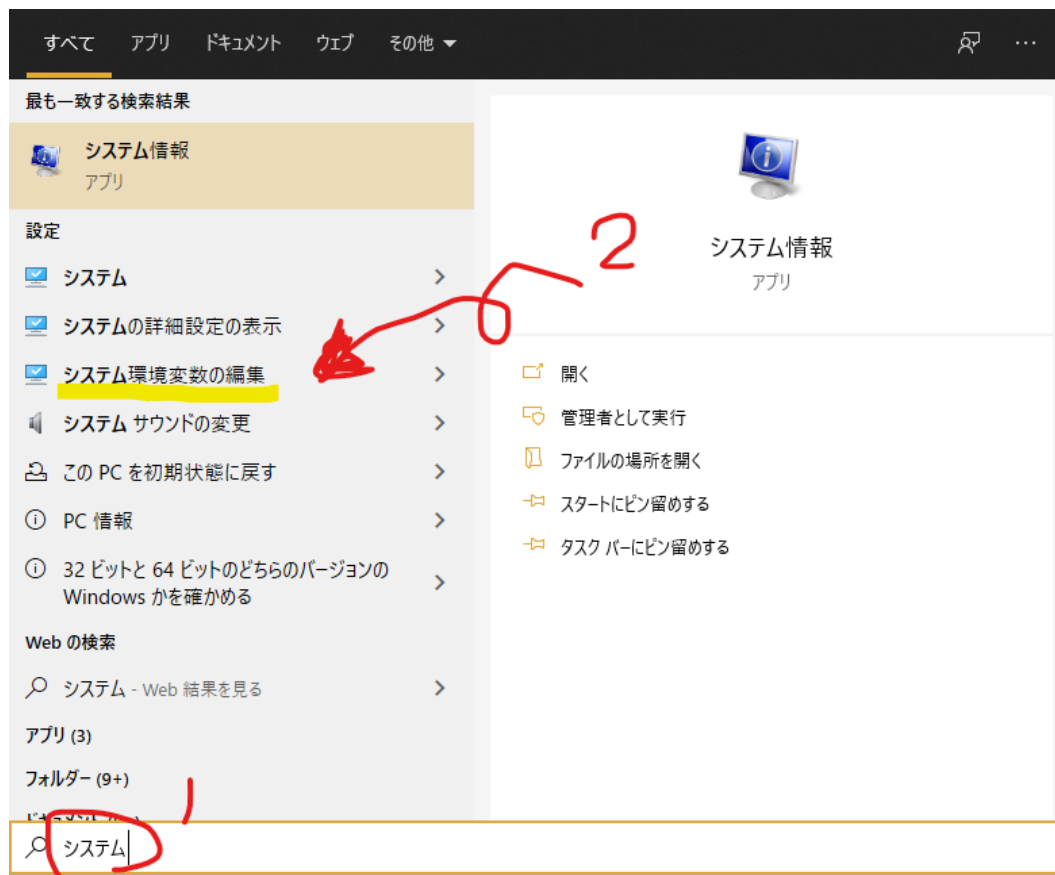 すべて アプリ ドキュメント ウェブ その他
最も一致する検索結果
システム情報
アプリ
設定
システム
システムの詳細設定の表示
システム環境変数の編集
システム サウンドの変更
この PC を初期状態に戻す
PC 情報
32 ビットと 64 ビットのどちらのバージョンの
Windows かを確かめる
Web の検索
システム - Web 結果を見る
アプリ (3)
フォルダー (9+)
1
システム
2
システム情報
アプリ
開く
管理者として実行
ファイルの場所を開く
スタートにピン留めする
タスク バーにピン留めする